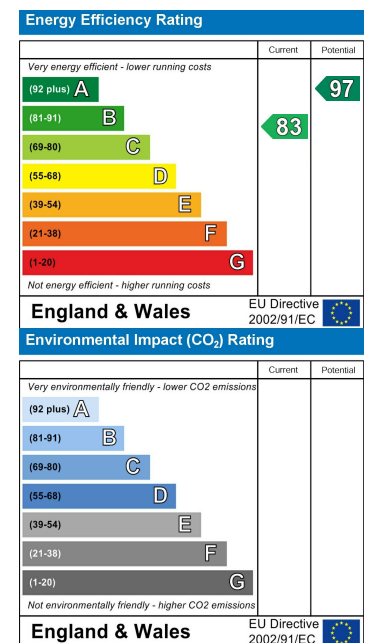 Energy Efficiency Rating
Current Potential
Very energy efficient - lower running costs
(92 plus) A
97
(81-91) B
83
(69-80) C
(55-68) D
(39-54) E
(21-38) F
(1-20) G
Not energy efficient - higher running costs
England & Wales
EU Directive
2002/91/EC
Environmental Impact (CO₂) Rating
Current Potential
Very environmentally friendly - lower CO2 emissions
(92 plus) A
(81-91) B
(69-80) C
(55-68) D
(39-54) E
(21-38) F
(1-20) G
Not environmentally friendly - higher CO2 emissions
England & Wales
EU Directive
2002/91/EC